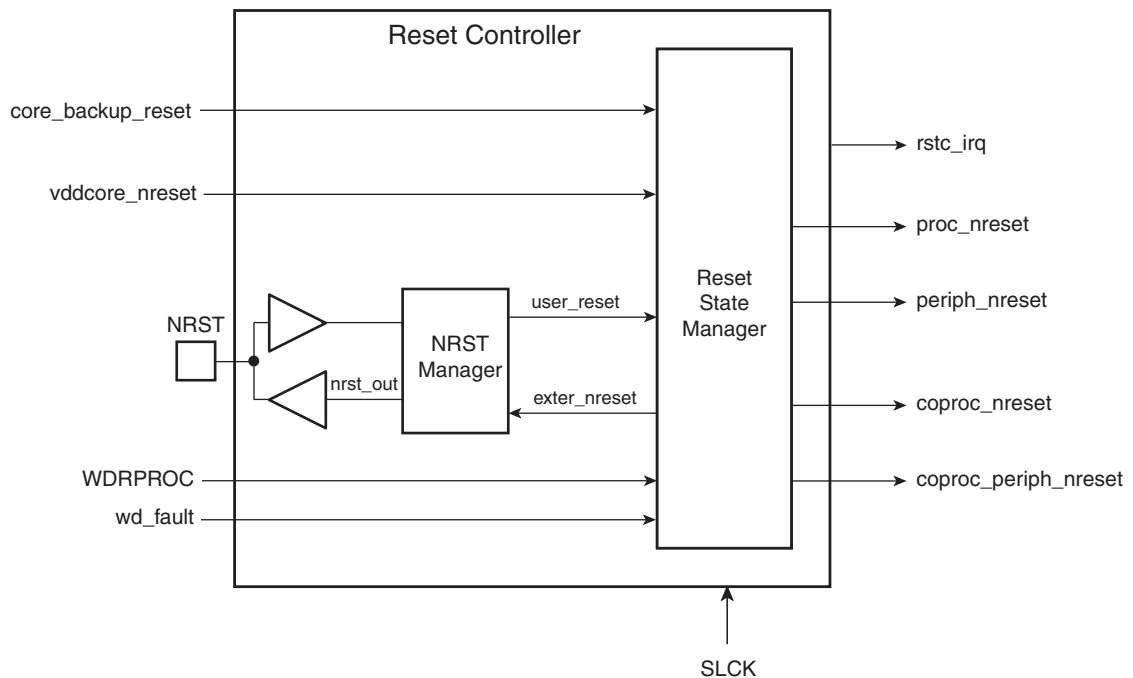 Reset Controller
core_backup_reset
rstc_irq
vddcore_nreset
proc_nreset
Reset
State
Manager
user_reset
periph_nreset
NRST
NRST
Manager
nrst_out
exter_nreset
coproc_nreset
WDRPROC
coproc_periph_nreset
wd_fault
SLCK